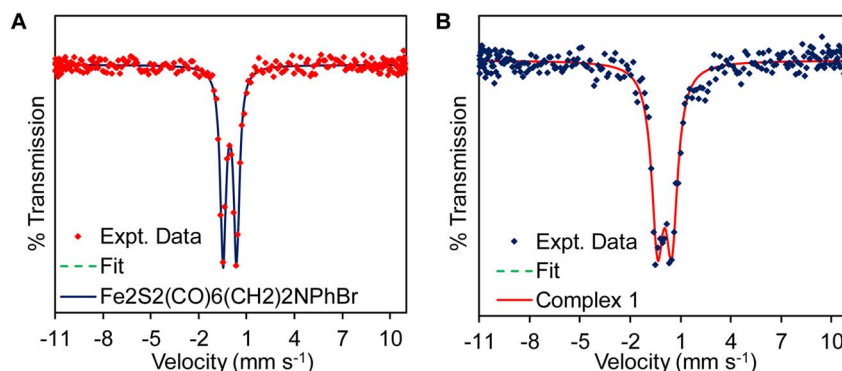 A
% Transmission
Expt. Data
Fit
Fe2S2(CO)6(CH2)2NPhBr
-11 -8 -5 -2 1 4 7 10
Velocity (mm s⁻¹)
B
% Transmission
Expt. Data
Fit
Complex 1
-11 -8 -5 -2 1 4 7 10
Velocity (mm s⁻¹)